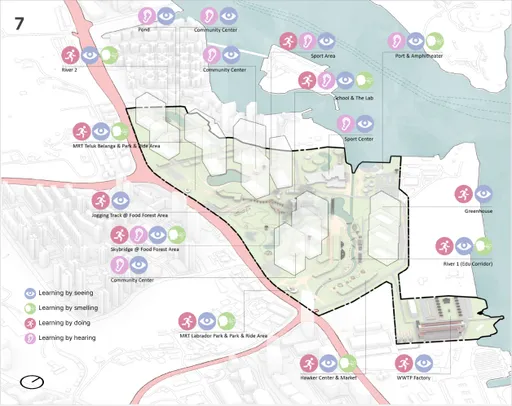 7
Pond
Community Center
River 2
Community Center
Sport Area
Port & Amphitheater
School & The Lab
Sport Center
MRT Teluk Belanga & Park & Ride Area
Jogging Track @ Food Forest Area
Greenhouse
Skybridge @ Food Forest Area
River 1 (Edu Corridor)
Community Center
Learning by seeing
Learning by smelling
Learning by doing
Learning by hearing
MRT Labrador Park & Park & Ride Area
Hawker Center & Market
WWTP Factory